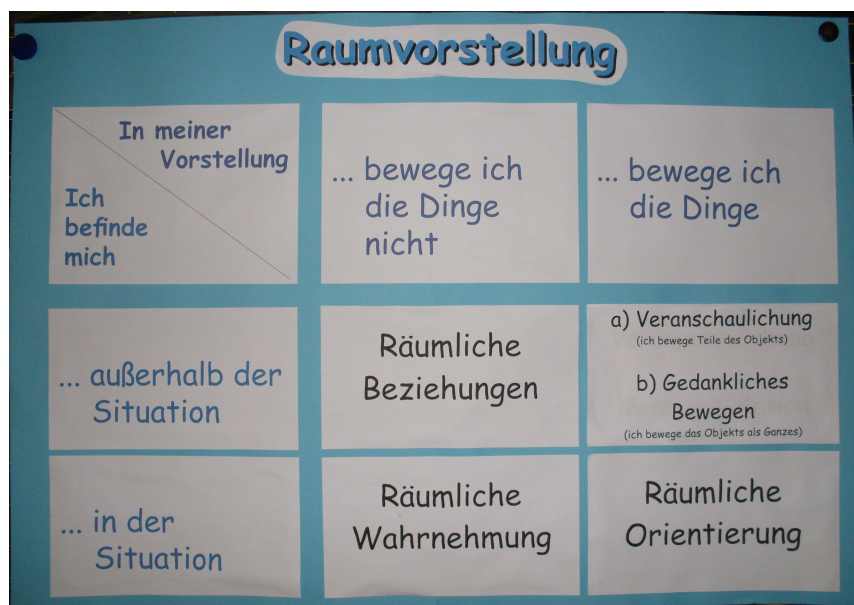 Raumvorstellung
In meiner
Vorstellung
Ich
befinde
mich
... bewege ich
die Dinge
nicht
... bewege ich
die Dinge
... außerhalb der
Situation
Räumliche
Beziehungen
a) Veranschaulichung
(ich bewege Teile des Objekts)
b) Gedankliches
Bewegen
(ich bewege das Objekts als Ganzes)
... in der
Situation
Räumliche
Wahrnehmung
Räumliche
Orientierung